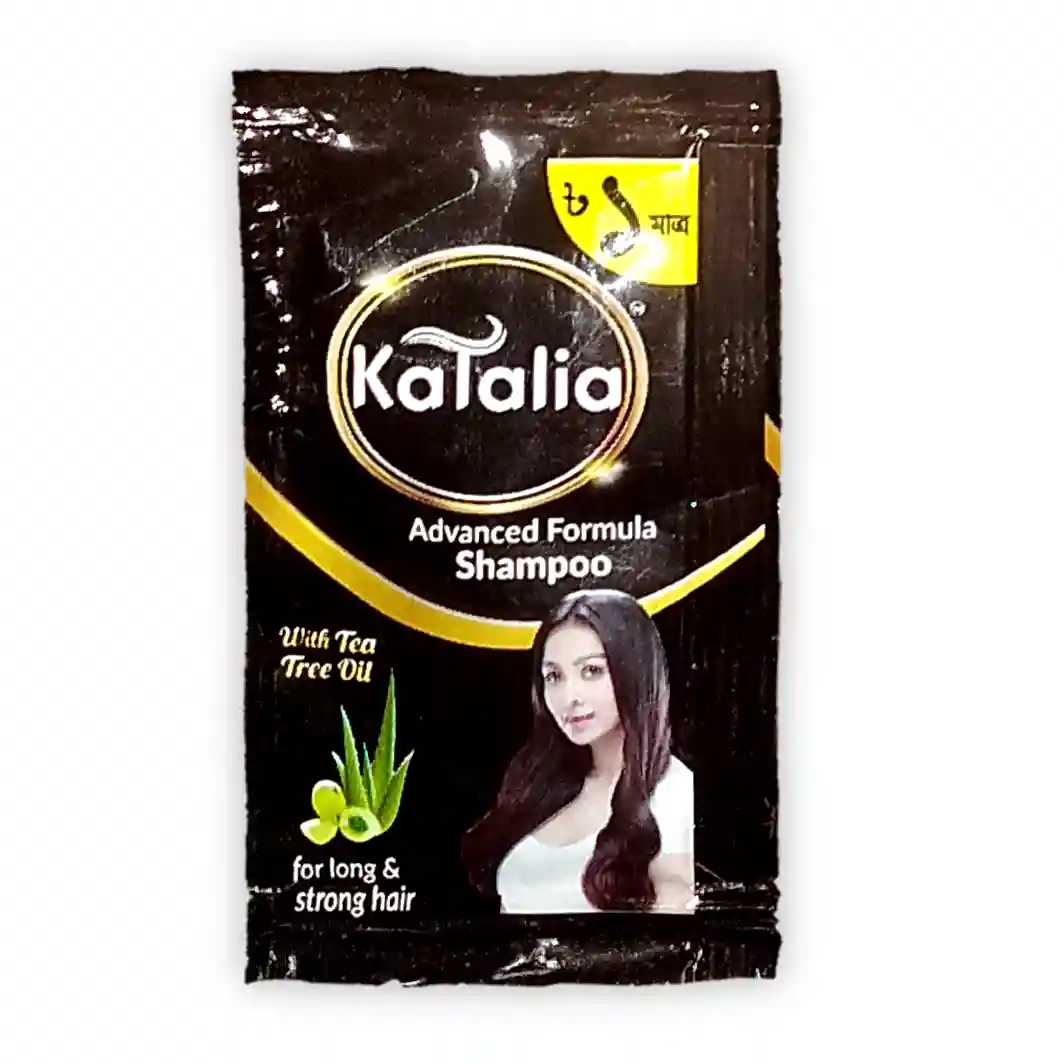 ৳ ১ মাত্র
KaTalia
Advanced Formula
Shampoo
With Tea
Tree Oil
for long &
strong hair